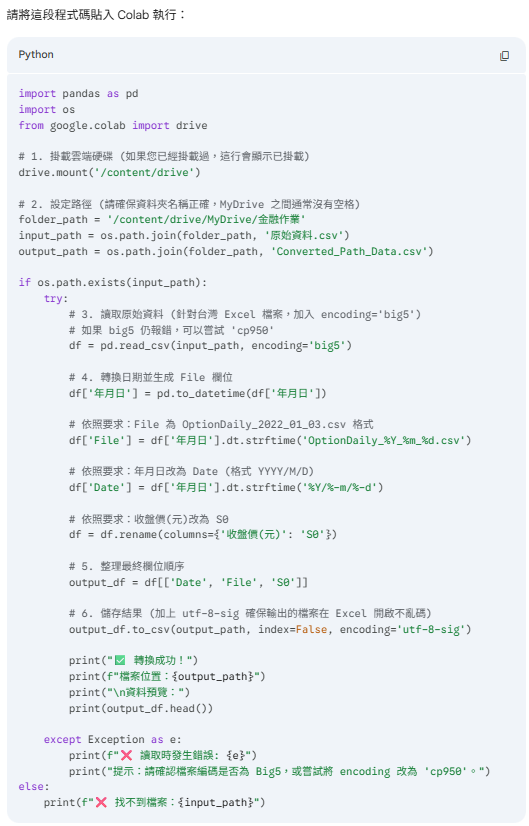 請將這段程式碼貼入 Colab 執行：
Python
import pandas as pd
import os
from google.colab import drive
# 1. 掛載雲端硬碟 (如果您已經掛載過，這行會顯示已掛載)
drive.mount('/content/drive')
# 2. 設定路徑 (請確保資料夾名稱正確，MyDrive 之間通常沒有空格)
folder_path = '/content/drive/MyDrive/金融作業'
input_path = os.path.join(folder_path, '原始資料.csv')
output_path = os.path.join(folder_path, 'Converted_Path_Data.csv')
if os.path.exists(input_path):
    try:
        # 3. 讀取原始資料 (針對台灣 Excel 檔案，加入 encoding='big5')
        # 如果 big5 仍報錯，可以嘗試 'cp950'
        df = pd.read_csv(input_path, encoding='big5')
        # 4. 轉換日期並生成 File 欄位
        df['年月日'] = pd.to_datetime(df['年月日'])
        # 依照要求：File 為 OptionDaily_2022_01_03.csv 格式
        df['File'] = df['年月日'].dt.strftime('OptionDaily_%Y_%m_%d.csv')
        # 依照要求：年月日改為 Date (格式 YYYY/M/D)
        df['Date'] = df['年月日'].dt.strftime('%Y/%-m/%-d')
        # 依照要求：收盤價(元)改為 S0
        df = df.rename(columns={'收盤價(元)': 'S0'})
        # 5. 整理最終欄位順序
        output_df = df[['Date', 'File', 'S0']]
        # 6. 儲存結果 (加上 utf-8-sig 確保輸出的檔案在 Excel 開啟不亂碼)
        output_df.to_csv(output_path, index=False, encoding='utf-8-sig')
        print("✅ 轉換成功！")
        print(f"檔案位置：{output_path}")
        print("\n資料預覽：")
        print(output_df.head())
    except Exception as e:
        print(f"❌ 讀取時發生錯誤: {e}")
        print("提示：請確認檔案編碼是否為 Big5，或嘗試將 encoding 改為 'cp950'。")
else:
    print(f"❌ 找不到檔案：{input_path}")